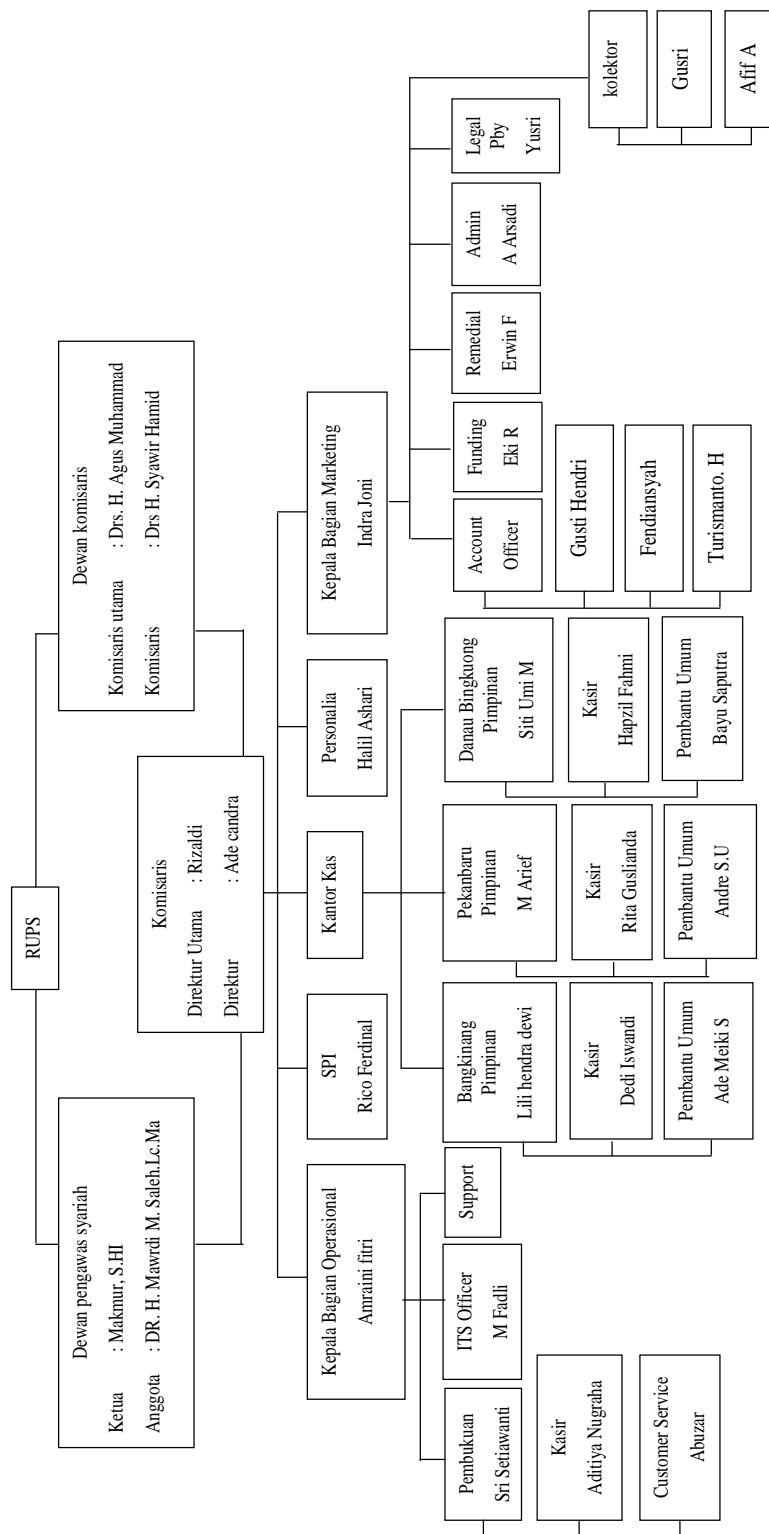 RUPS
Dewan pengawas syariah
Ketua : Makmur, S.HI
Anggota : DR. H. Mawrdi M. Saleh.Lc.Ma
Dewan komisaris
Komisaris utama : Drs. H. Agus Muhammad
Komisaris : Drs H. Syawir Hamid
Komisaris
Direktur Utama : Rizaldi
Direktur : Ade candra
Kepala Bagian Operasional
Amraini fitri
SPI
Rico Ferdinal
Kantor Kas
Personalia
Halil Ashari
Kepala Bagian Marketing
Indra Joni
Pembukuan
Sri Setiawanti
ITS Officer
M Fadli
Support
Kasir
Aditiya Nugraha
Customer Service
Abuzar
Bangkinang
Pimpinan
Lili hendra dewi
Kasir
Dedi Iswandi
Pembantu Umum
Ade Meiki S
Pekanbaru
Pimpinan
M Arief
Kasir
Rita Guslianda
Pembantu Umum
Andre S.U
Danau Bingkuong
Pimpinan
Siti Umi M
Kasir
Hapzil Fahmi
Pembantu Umum
Bayu Saputra
Account
Officer
Gusti Hendri
Fendiansyah
Turismanto. H
Funding
Eki R
Remedial
Erwin F
Admin
A Arsadi
Legal
Pby
Yusri
kolektor
Gusri
Afif A